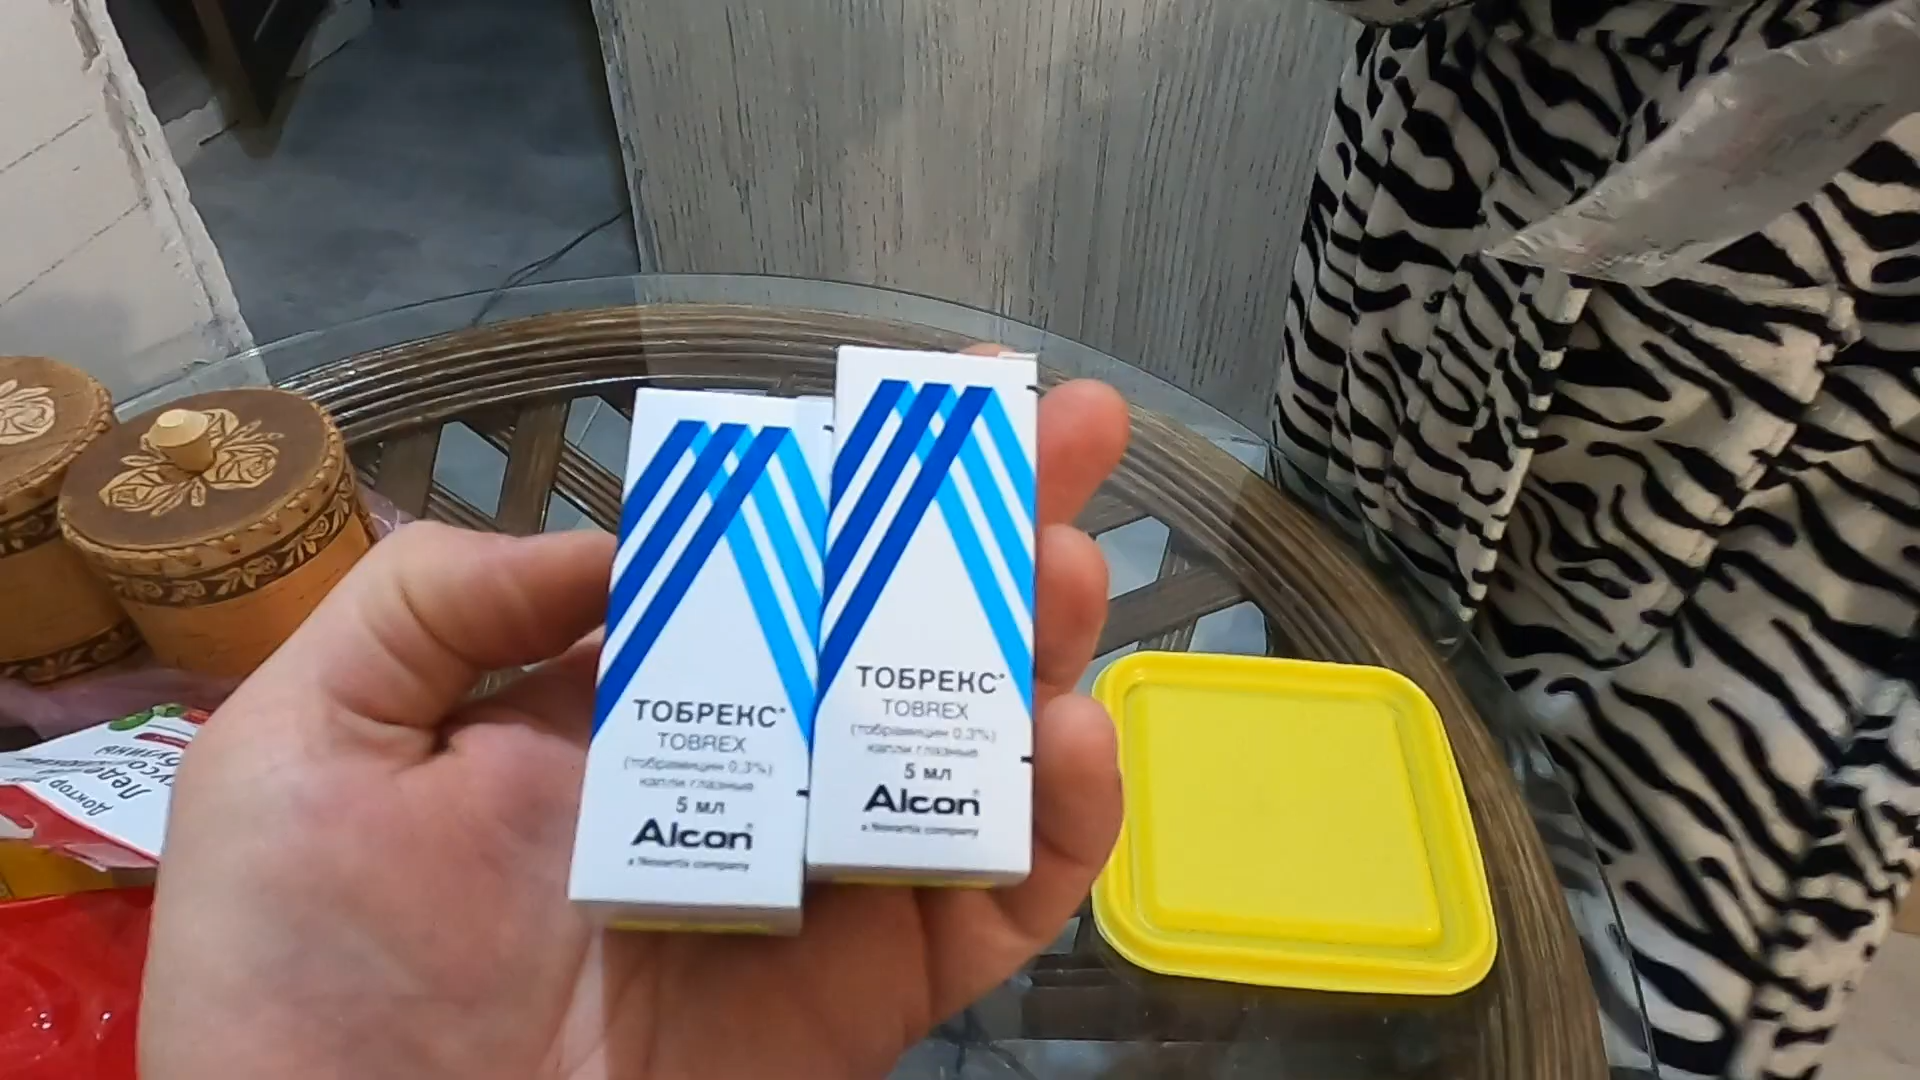 ТОБРЕКС*
TOBREX
(тобрамицин 0,3%)
капли глазные
5 мл
Alcon
a Novartis company
ТОБРЕКС*
TOBREX
(тобрамицин 0,3%)
капли глазные
5 мл
Alcon
a Novartis company
Доктор